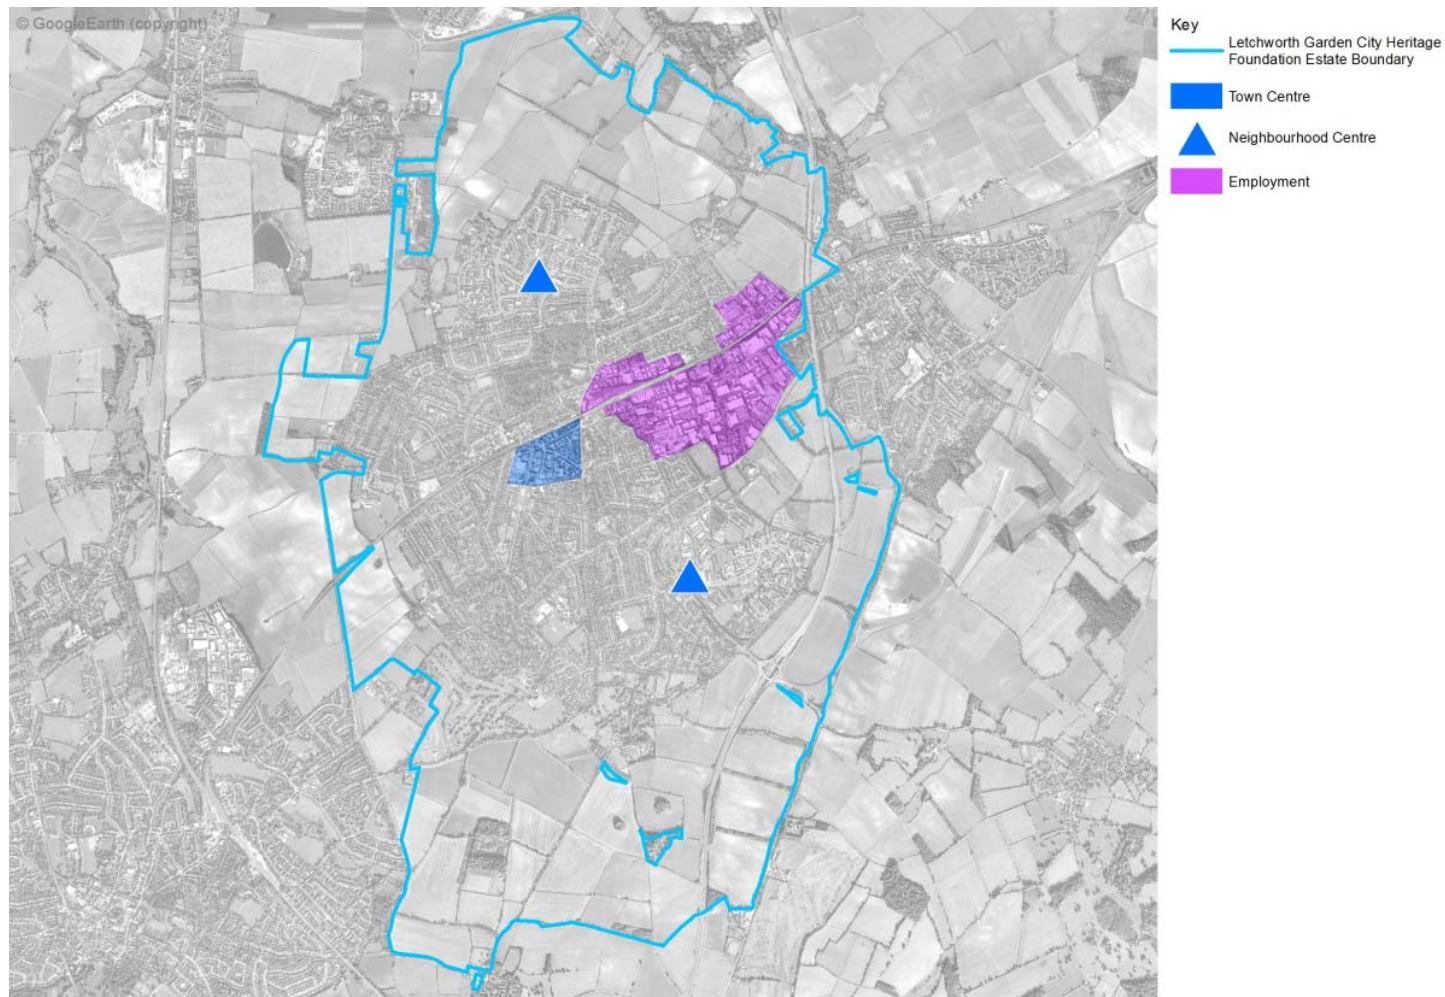 © GoogleEarth (copyright)
Key
Letchworth Garden City Heritage
Foundation Estate Boundary
Town Centre
Neighbourhood Centre
Employment